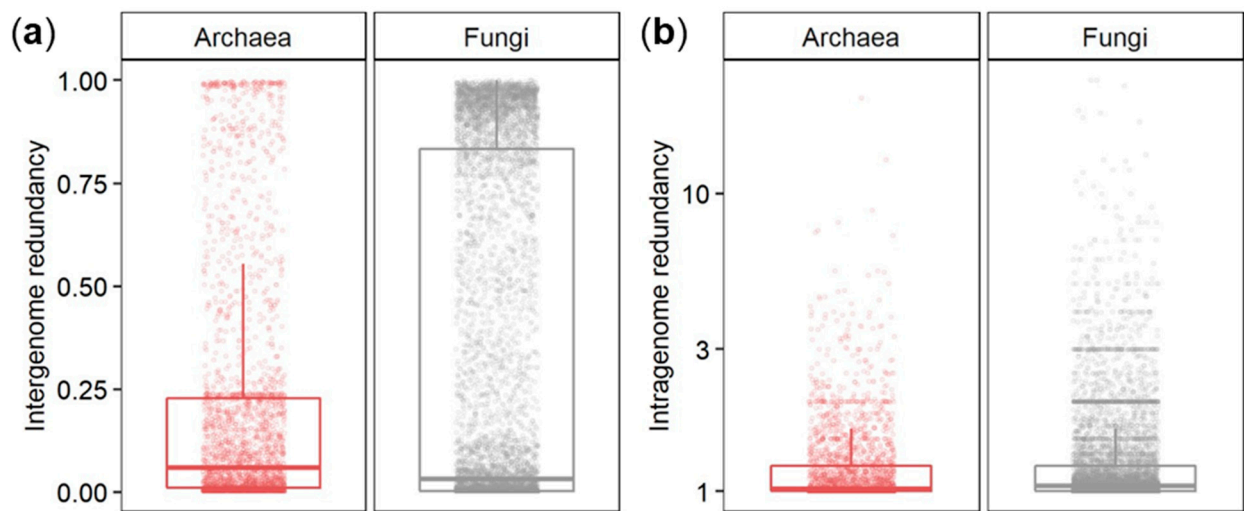 (a)
Archaea
Fungi
Intergenome redundancy
1.00
0.75
0.50
0.25
0.00
(b)
Archaea
Fungi
Intragenome redundancy
10
3
1